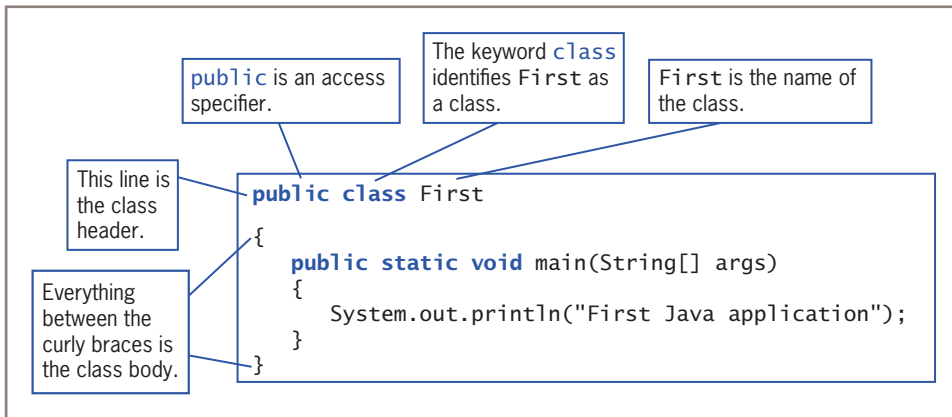 public is an access
specifier.
The keyword class
identifies First as
a class.
First is the name of
the class.
This line is
the class
header.
public class First
{
public static void main(String[] args)
{
System.out.println("First Java application");
}
}
Everything
between the
curly braces is
the class body.